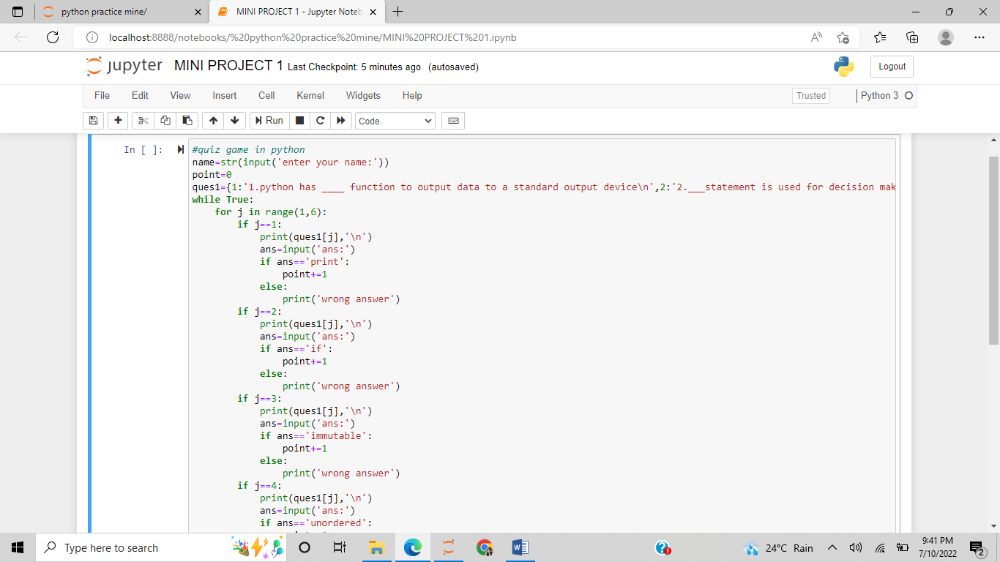 python practice mine/
MINI PROJECT 1 - Jupyter Noteb
localhost:8888/notebooks/%20python%20practice%20mine/MINI%20PROJECT%201.ipynb
jupyter MINI PROJECT 1 Last Checkpoint: 5 minutes ago (autosaved)
Logout
File Edit View Insert Cell Kernel Widgets Help
Trusted
Python 3
Run
Code
In [ ]:
#quiz game in python
name=str(input('enter your name:'))
point=0
ques1={1:'1.python has ____ function to output data to a standard output device\n',2:'2.___statement is used for decision mak
while True:
    for j in range(1,6):
        if j==1:
            print(ques1[j],'\n')
            ans=input('ans:')
            if ans=='print':
                point+=1
            else:
                print('wrong answer')
        if j==2:
            print(ques1[j],'\n')
            ans=input('ans:')
            if ans=='if':
                point+=1
            else:
                print('wrong answer')
        if j==3:
            print(ques1[j],'\n')
            ans=input('ans:')
            if ans=='immutable':
                point+=1
            else:
                print('wrong answer')
        if j==4:
            print(ques1[j],'\n')
            ans=input('ans:')
            if ans=='unordered':
Type here to search
24°C Rain
9:41 PM
7/10/2022
2